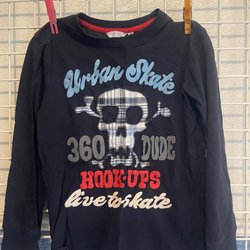 Urban Skate
360 DUDE
HOOK-UPS
live to skate